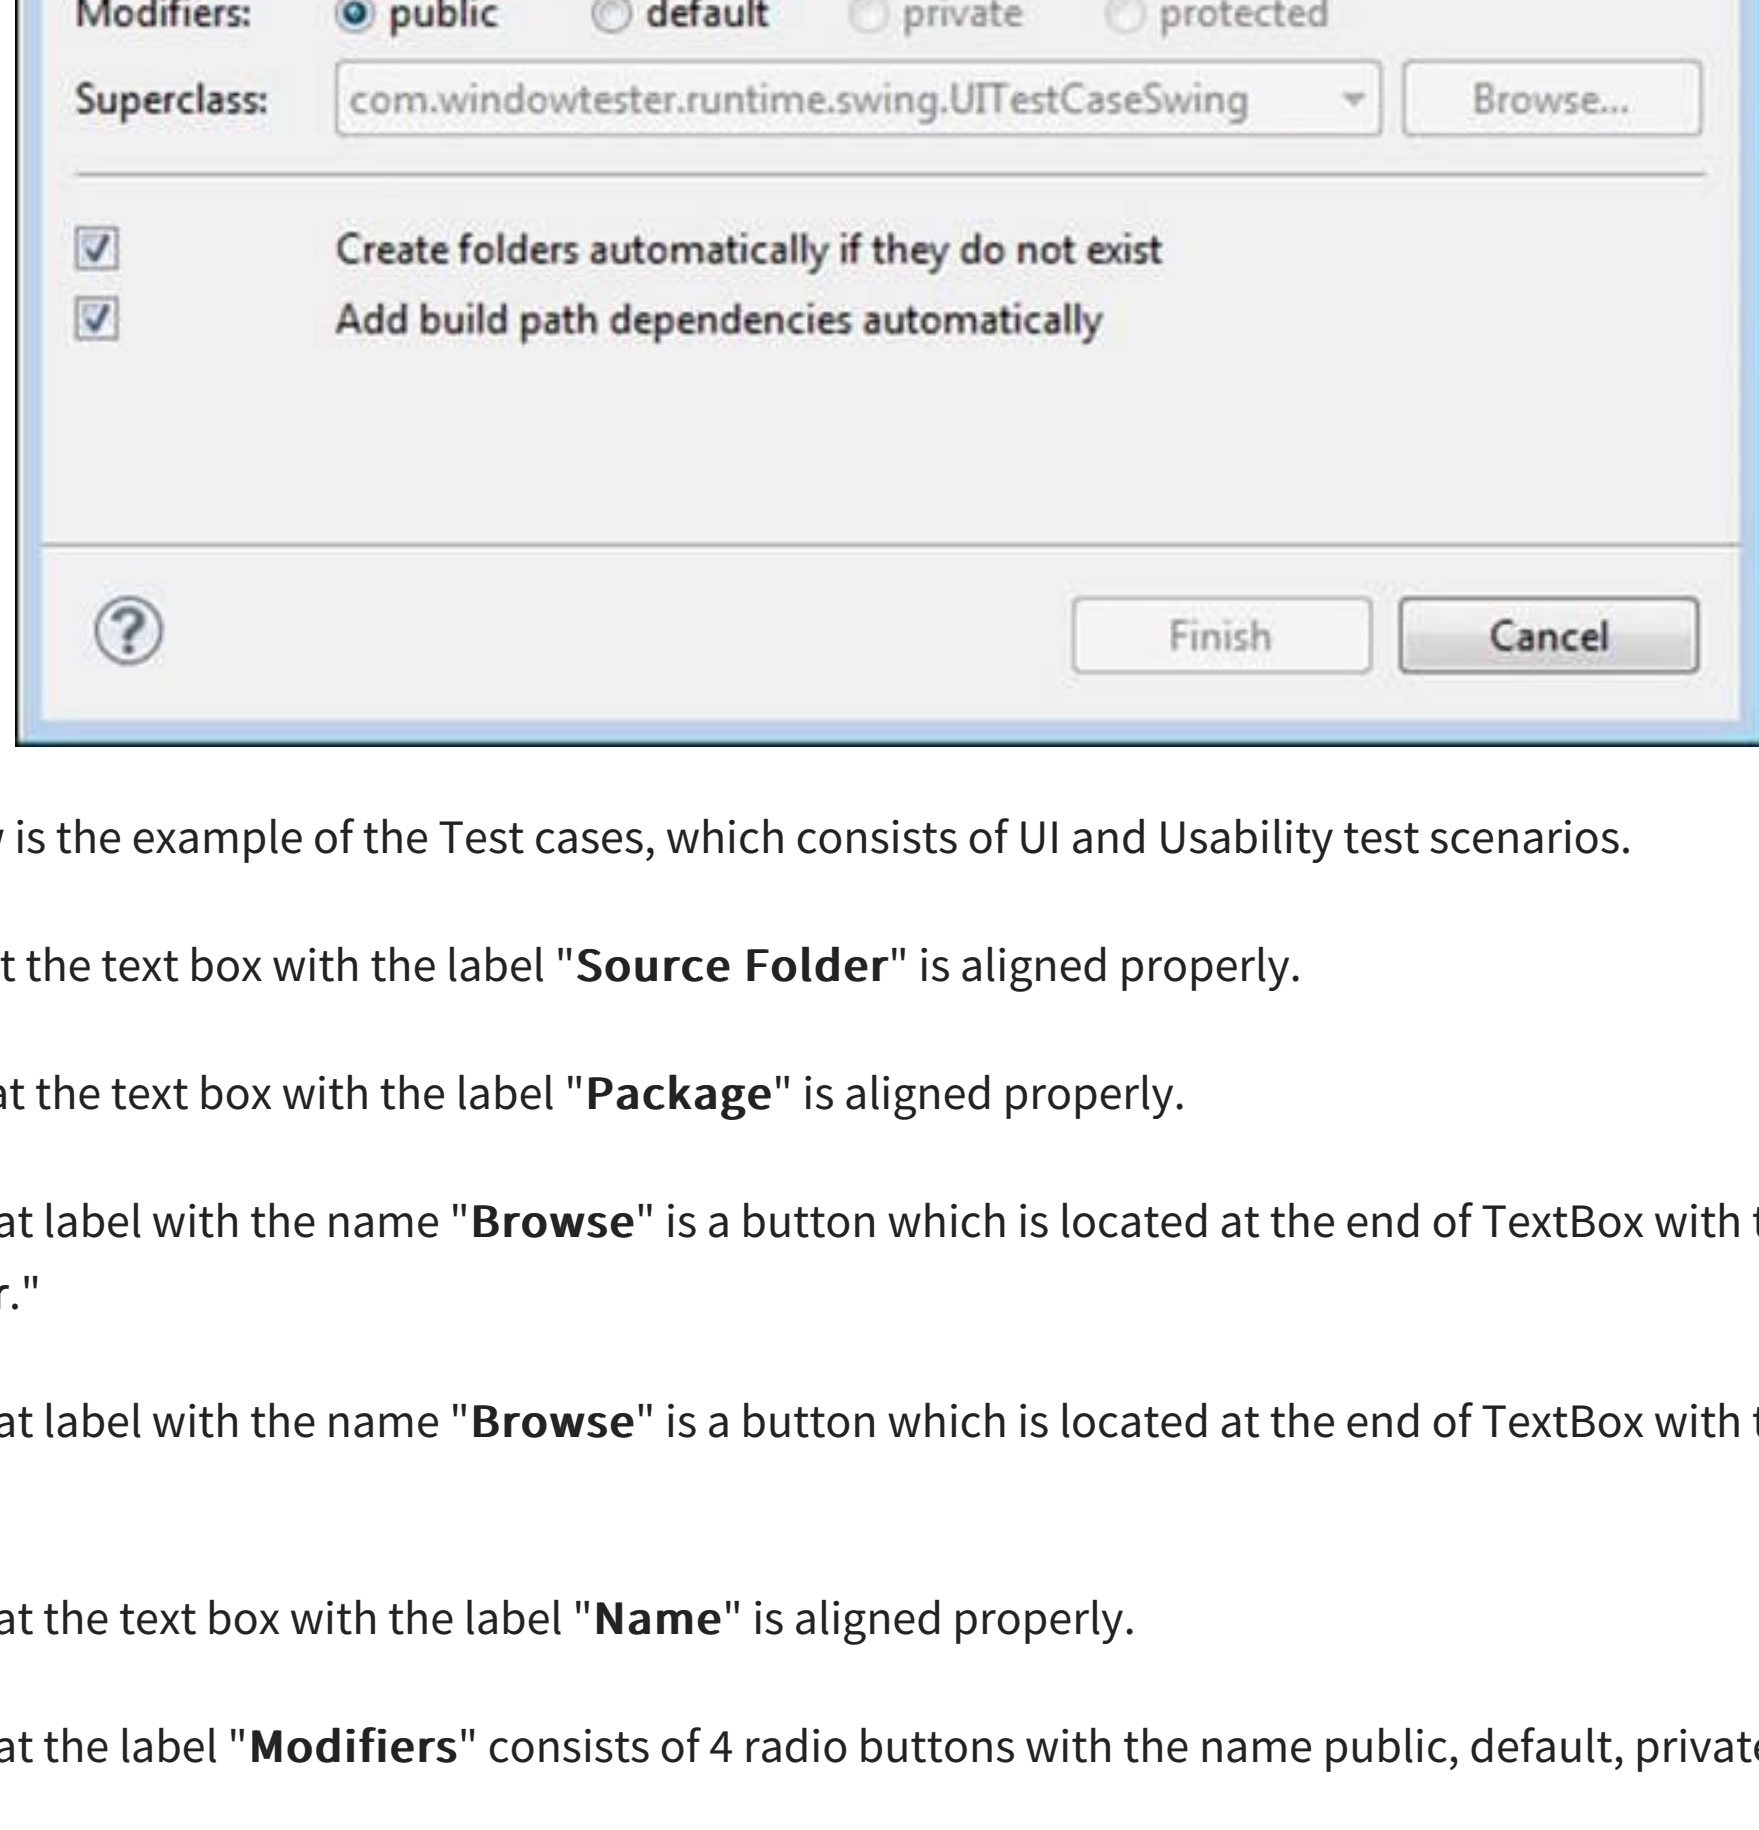 Modifiers: public default private protected
Superclass: com.windowtester.runtime.swing.UITestCaseSwing Browse...
Create folders automatically if they do not exist
Add build path dependencies automatically
? Finish Cancel
is the example of the Test cases, which consists of UI and Usability test scenarios.
the text box with the label "Source Folder" is aligned properly.
at the text box with the label "Package" is aligned properly.
at label with the name "Browse" is a button which is located at the end of TextBox with
r."
at label with the name "Browse" is a button which is located at the end of TextBox with
at the text box with the label "Name" is aligned properly.
at the label "Modifiers" consists of 4 radio buttons with the name public, default, private